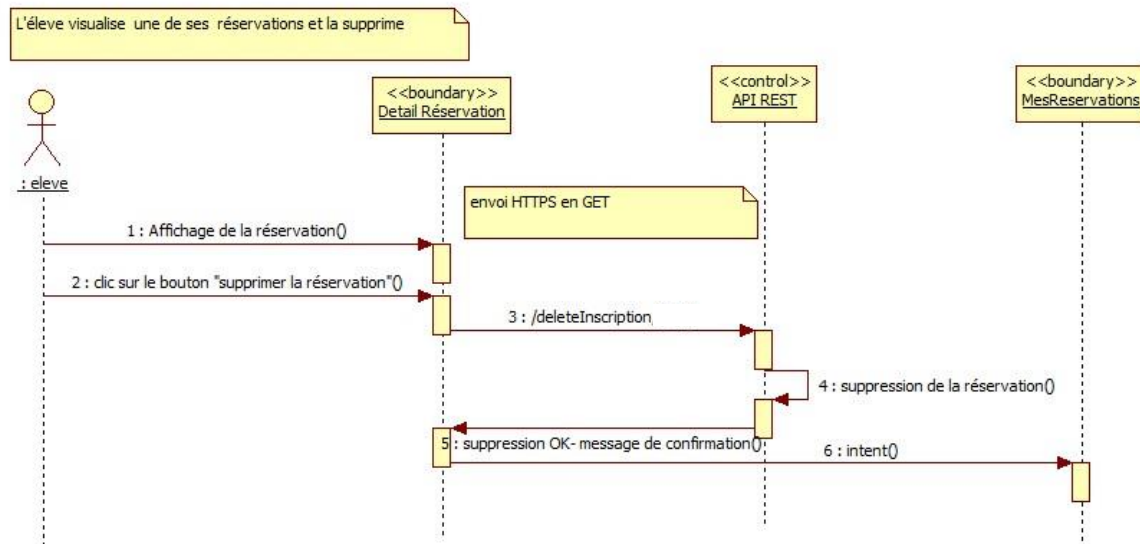 L'éleve visualise une de ses réservations et la supprime
<<boundary>>
Detail Réservation
<<control>>
API REST
<<boundary>>
MesReservations
: eleve
envoi HTTPS en GET
1 : Affichage de la réservation()
2 : clic sur le bouton "supprimer la réservation"()
3 : /deleteInscription
4 : suppression de la réservation()
5 : suppression OK- message de confirmation()
6 : intent()